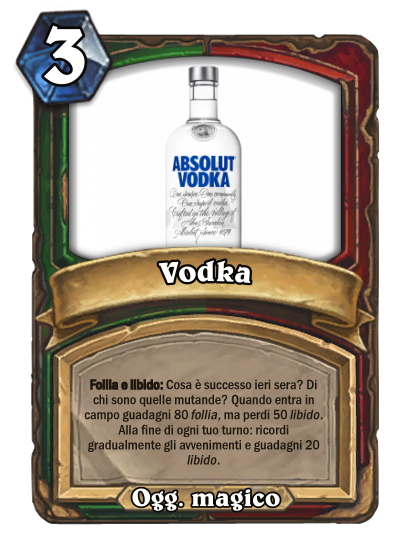 3
ABSOLUT
VODKA
Vodka
Follia e libido: Cosa è successo ieri sera? Di
chi sono quelle mutande? Quando entra in
campo guadagni 80 follia, ma perdi 50 libido.
Alla fine di ogni tuo turno: ricordi
gradualmente gli avvenimenti e guadagni 20
libido.
Ogg. magico